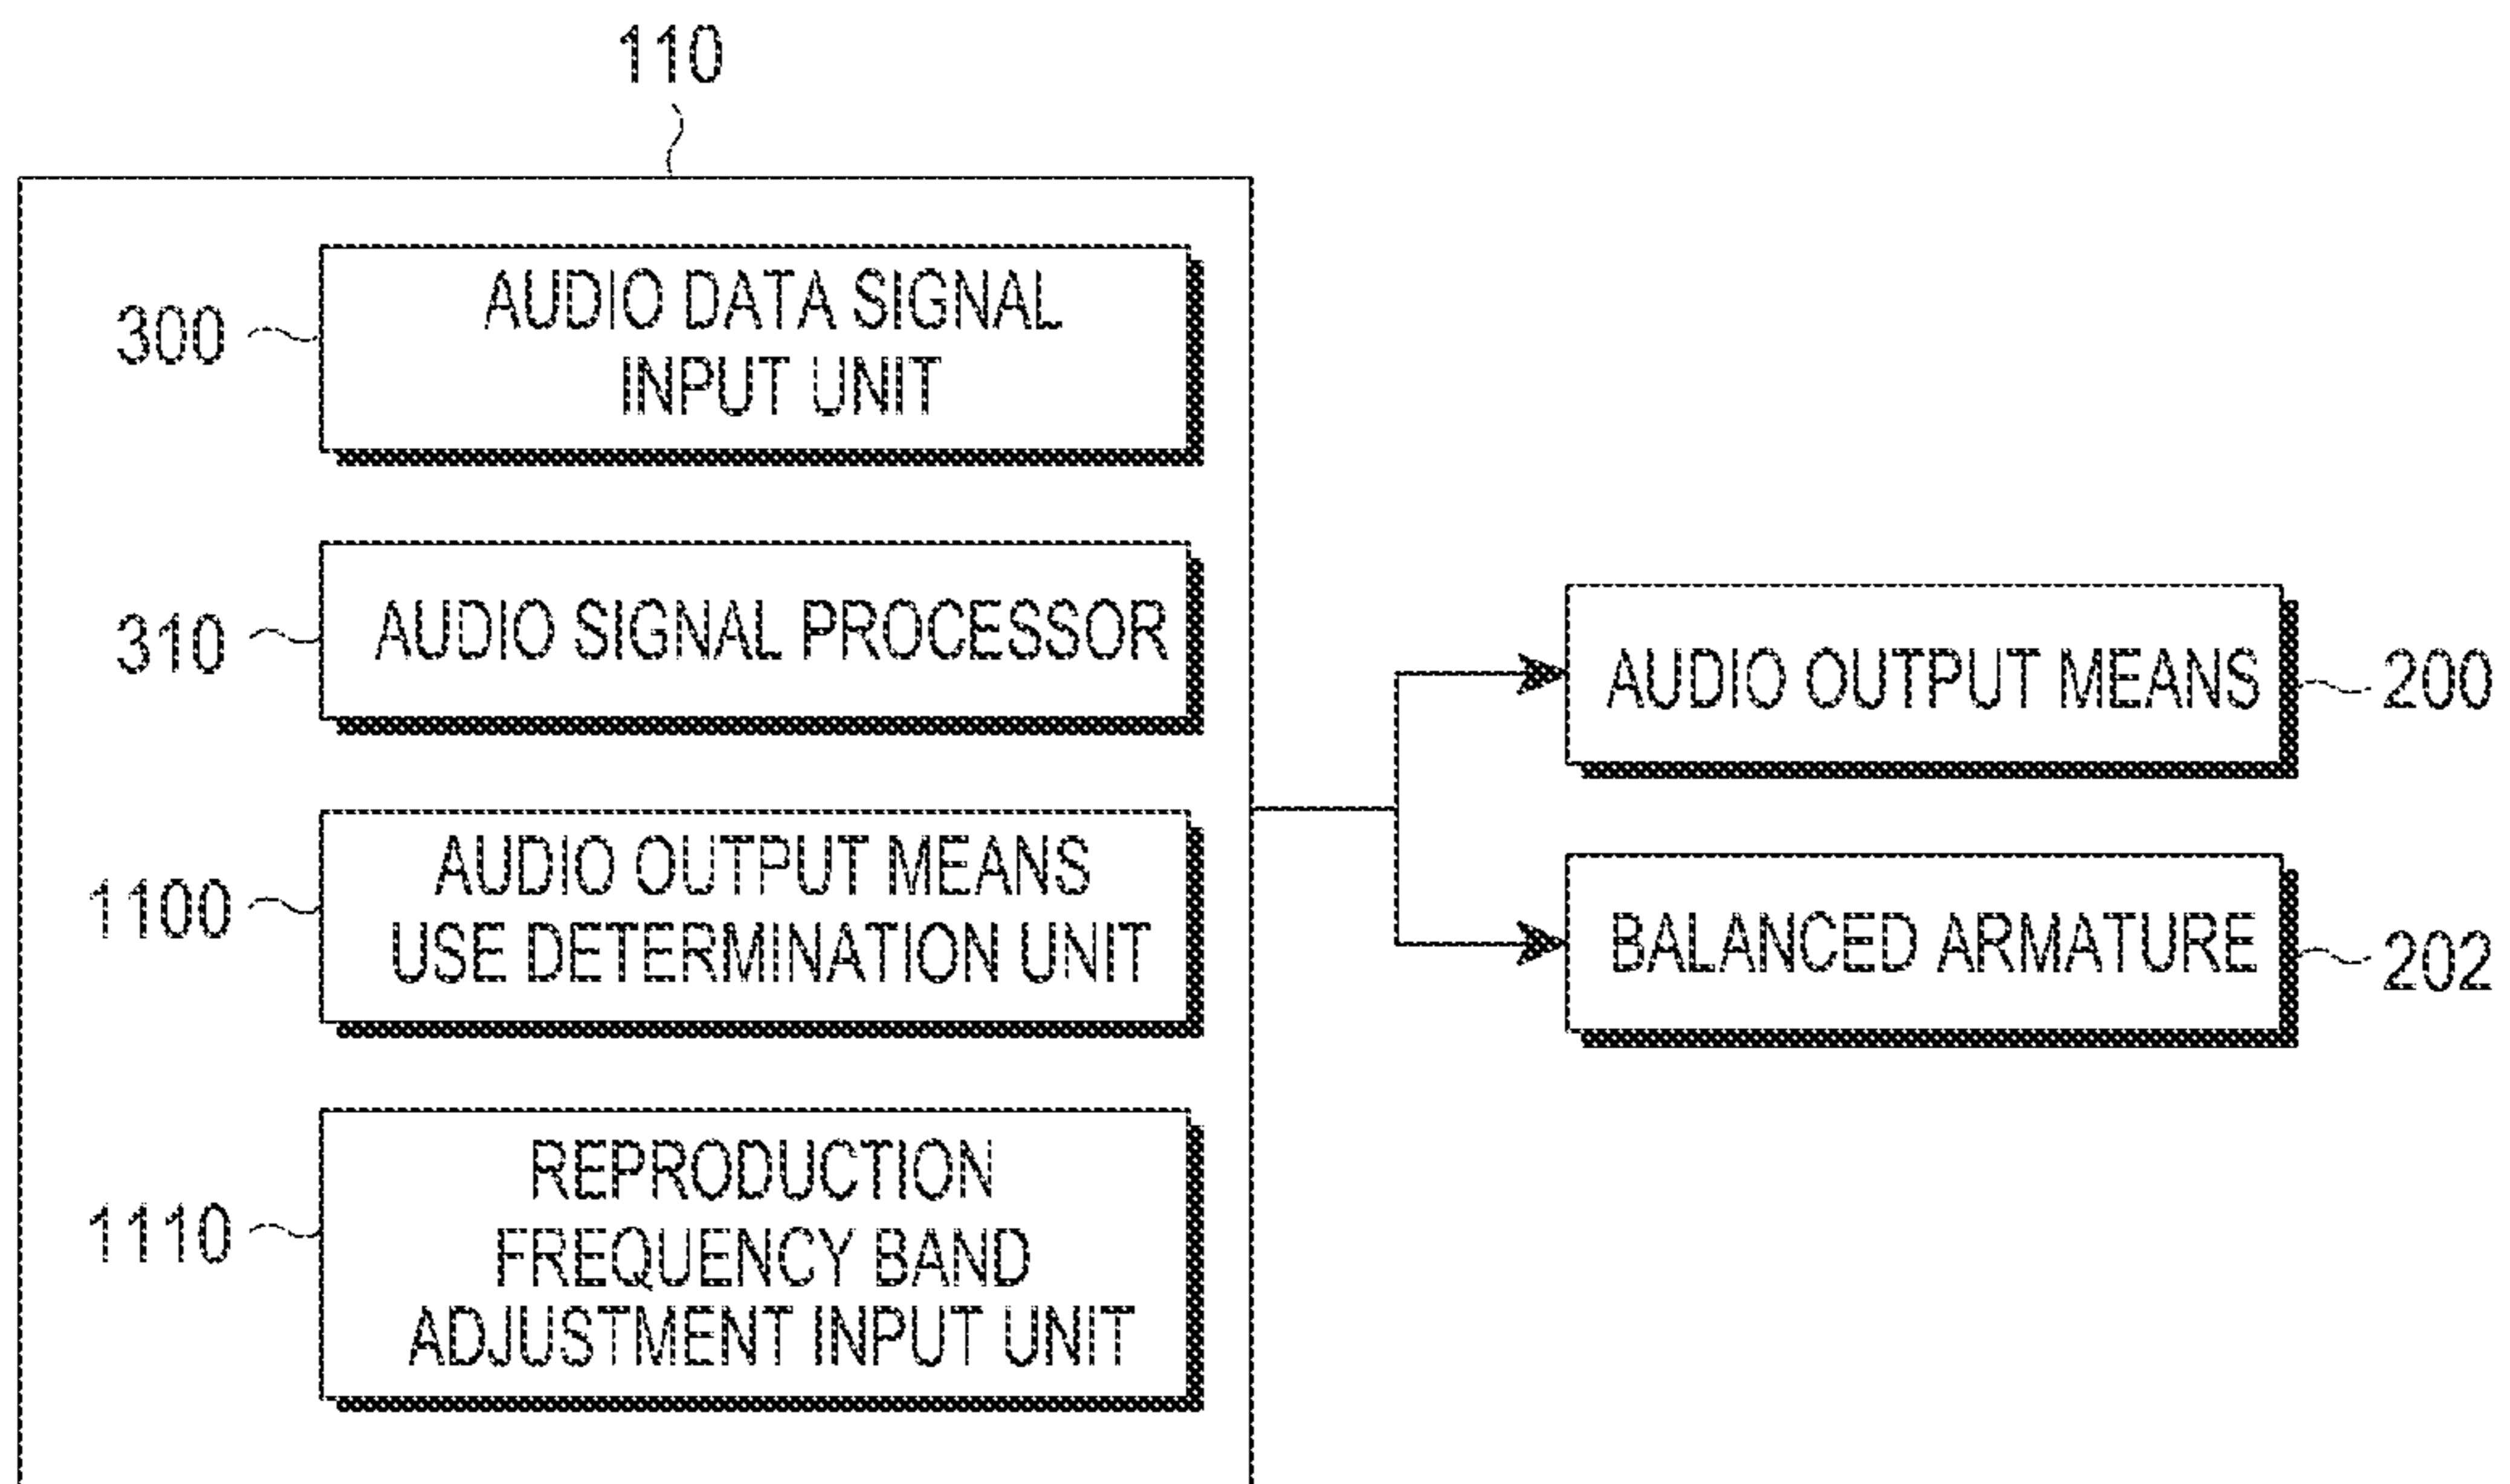 110
300
AUDIO DATA SIGNAL
INPUT UNIT
310
AUDIO SIGNAL PROCESSOR
1100
AUDIO OUTPUT MEANS
USE DETERMINATION UNIT
1110
REPRODUCTION
FREQUENCY BAND
ADJUSTMENT INPUT UNIT
AUDIO OUTPUT MEANS
200
BALANCED ARMATURE
202